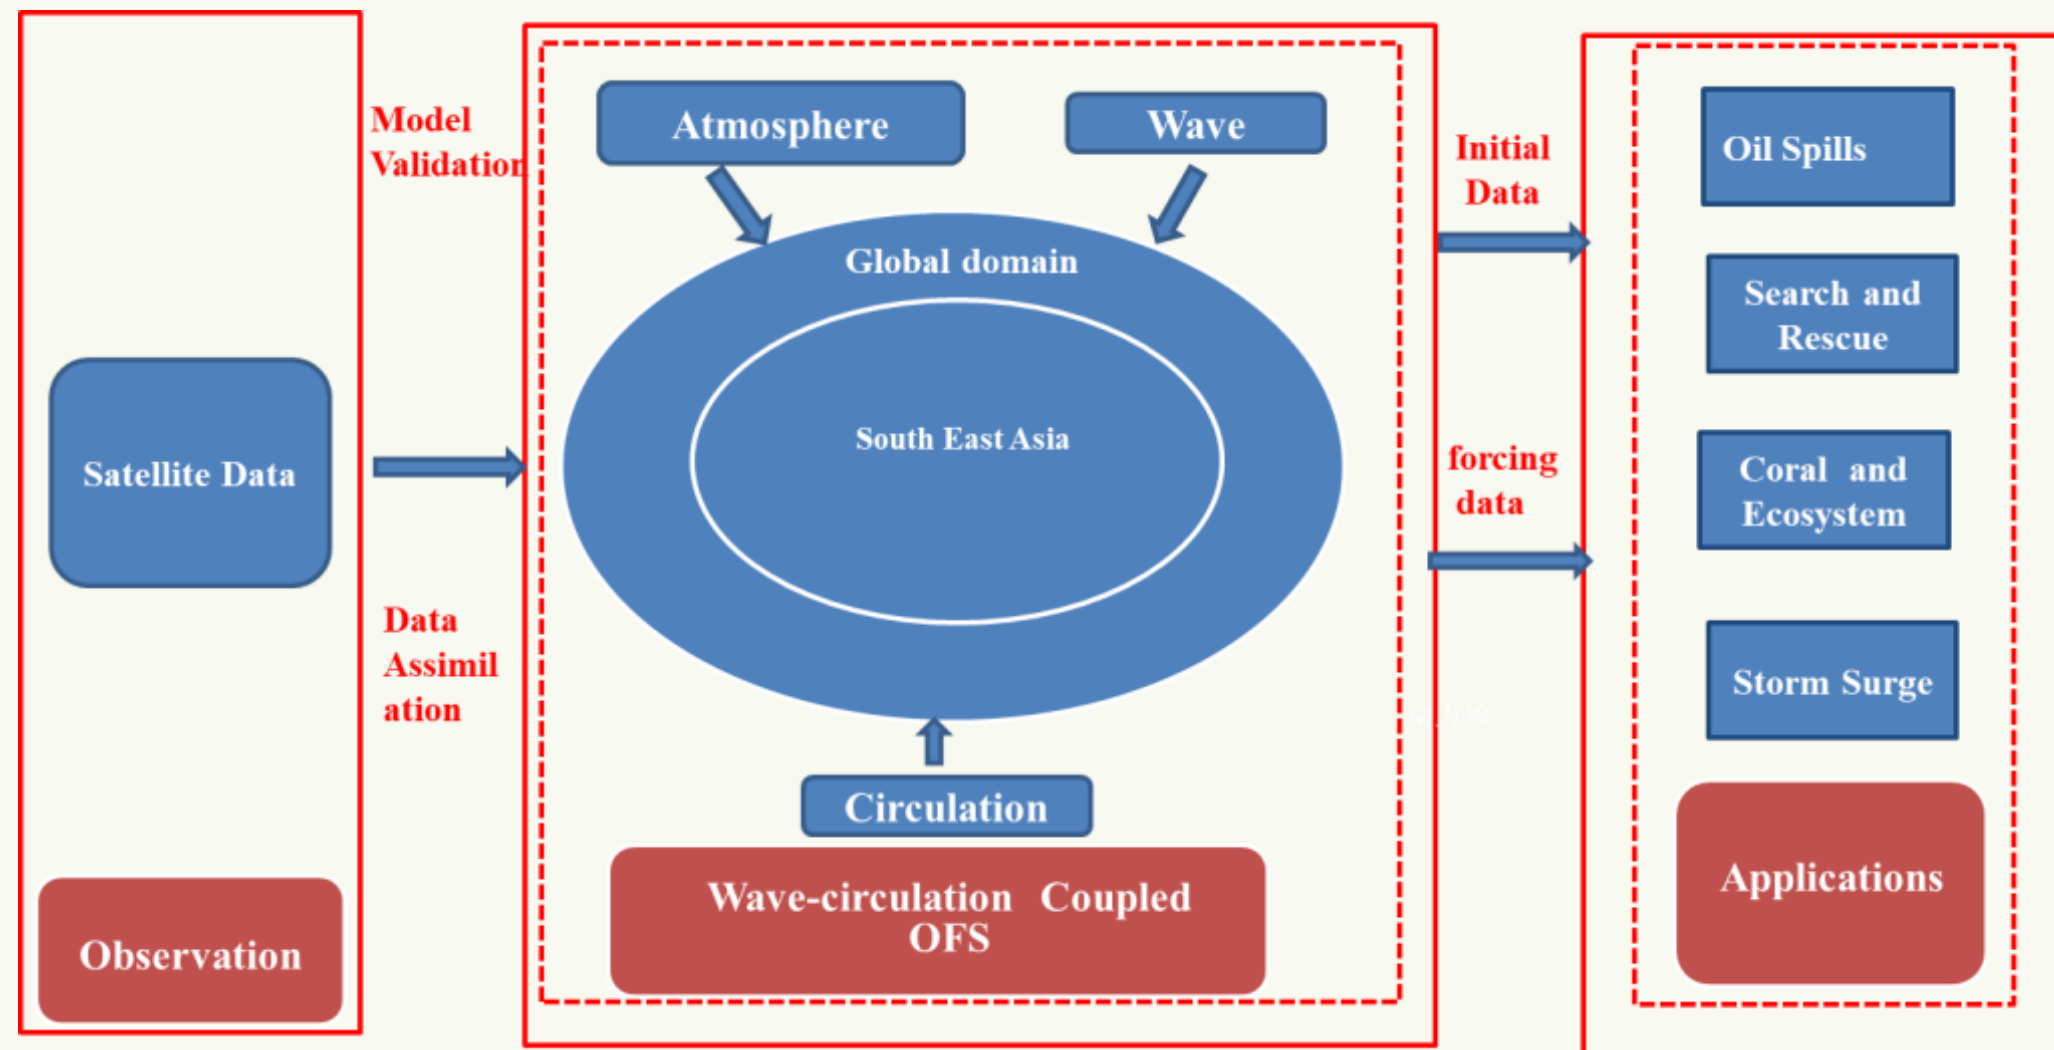 Satellite Data
Observation
Model
Validation
Data
Assimil
ation
Atmosphere
Wave
Global domain
South East Asia
Circulation
Wave-circulation Coupled
OFS
Initial
Data
forcing
data
Oil Spills
Search and
Rescue
Coral and
Ecosystem
Storm Surge
Applications